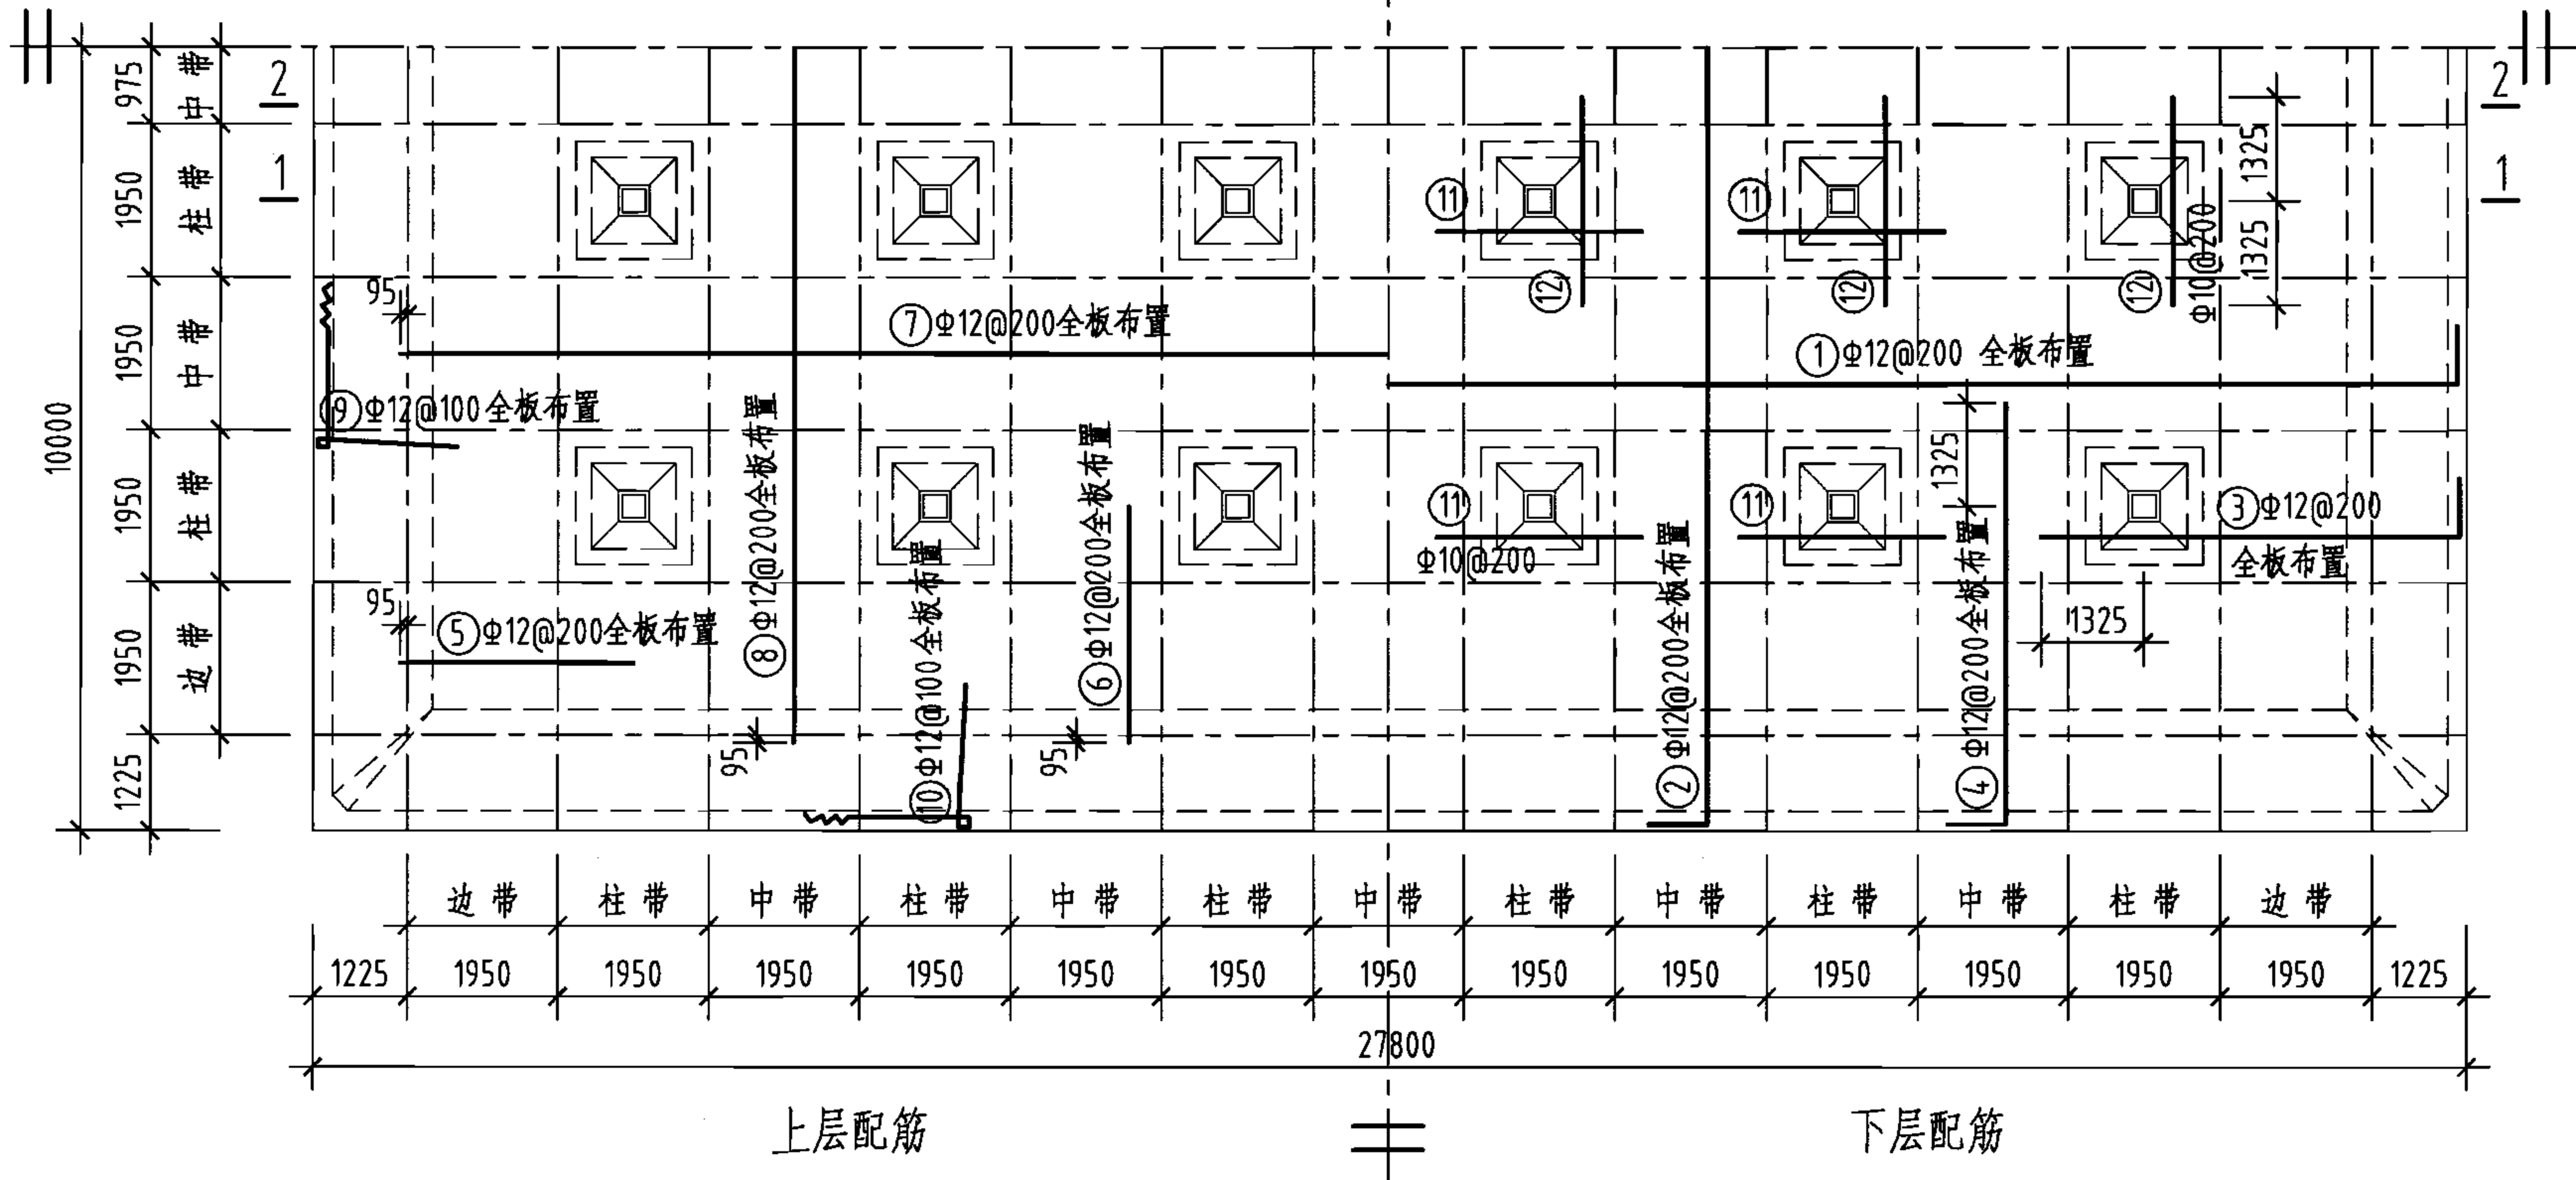 2
2
975
中带
1
1
1950
柱带
1325
1325
⑪
⑪
⑫
⑫
⑫
Φ10@200
95
⑦Φ12@200全板布置
①Φ12@200 全板布置
1950
中带
⑨Φ12@100全板布置
10000
1950
柱带
1325
⑪
⑪
Φ10@200
③Φ12@200
全板布置
95
⑤Φ12@200全板布置
⑧Φ12@200全板布置
⑩Φ12@100全板布置
⑥Φ12@200全板布置
②Φ12@200全板布置
④Φ12@200全板布置
1325
1950
边带
95
95
1225
边带 柱带 中带 柱带 中带 柱带 中带 柱带 中带 柱带 中带 柱带 边带
1225 1950 1950 1950 1950 1950 1950 1950 1950 1950 1950 1950 1950 1950 1225
27800
上层配筋
下层配筋